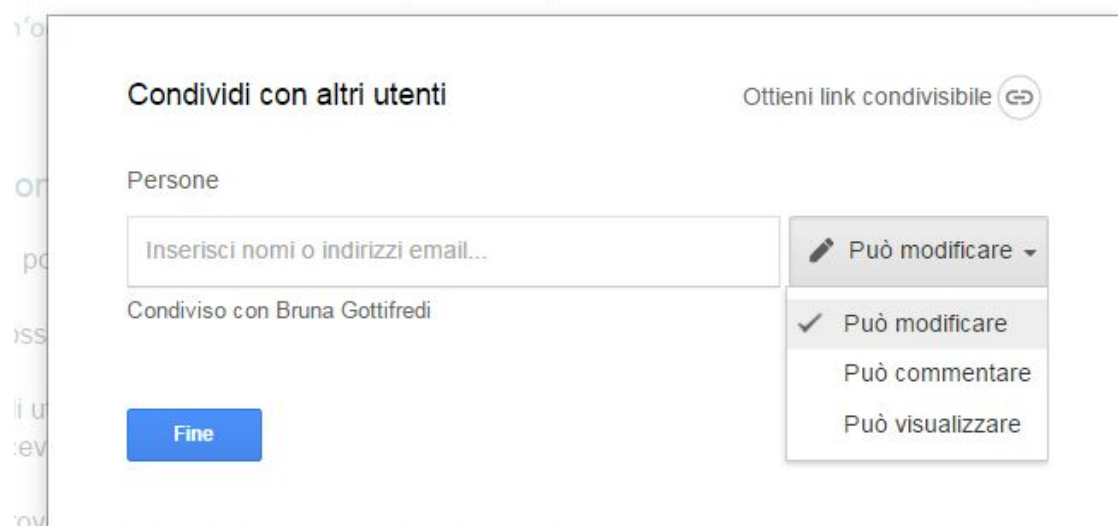 Condividi con altri utenti
Ottieni link condivisibile
Persone
Inserisci nomi o indirizzi email...
Può modificare
Condiviso con Bruna Gottifredi
Può modificare
Può commentare
Può visualizzare
Fine